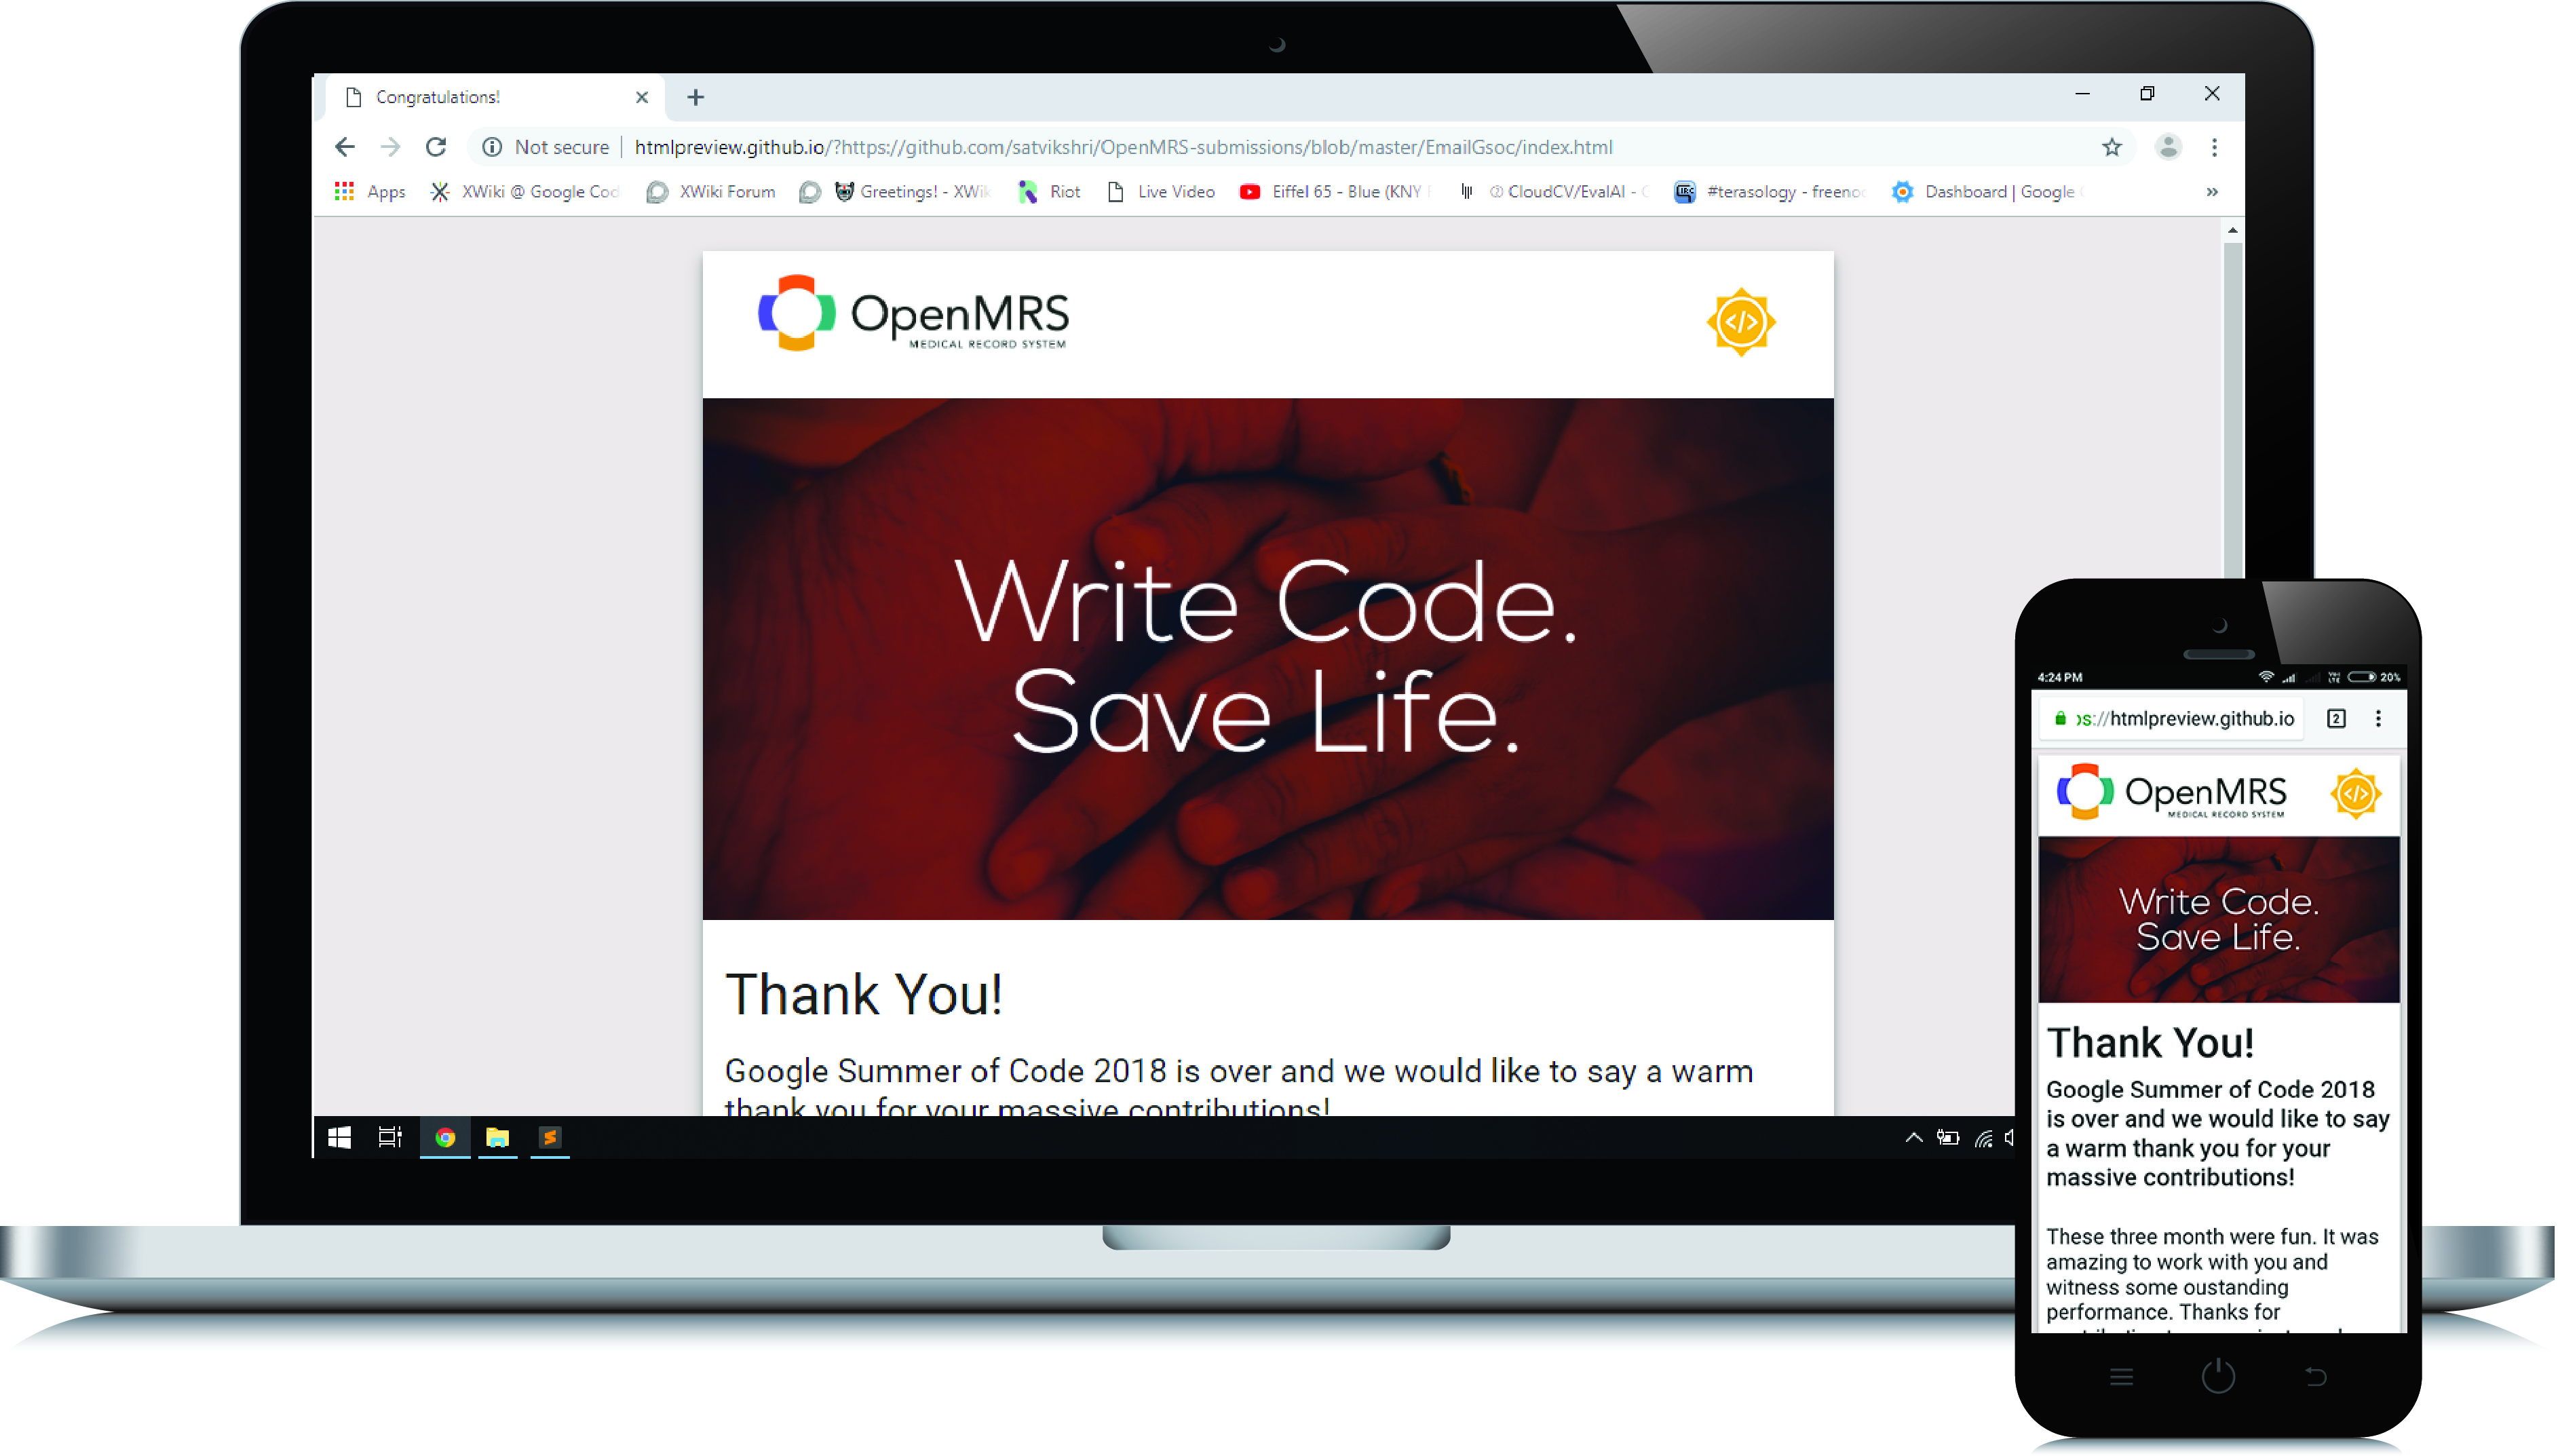 Congratulations!
Not secure htmlpreview.github.io/?https://github.com/satvikshri/OpenMRS-submissions/blob/master/EmailGsoc/index.html
Apps XWiki @ Google Cod XWiki Forum Greetings! - XWik Riot Live Video Eiffel 65 - Blue (KNY CloudCV/EvalAI - #terasology - freeno Dashboard | Google
OpenMRS
MEDICAL RECORD SYSTEM
</>
Write Code.
Save Life.
Thank You!
Google Summer of Code 2018 is over and we would like to say a warm
thank you for your massive contributions!
4:24 PM 20%
ps://htmlpreview.github.io 2
OpenMRS
MEDICAL RECORD SYSTEM
</>
Write Code.
Save Life.
Thank You!
Google Summer of Code 2018
is over and we would like to say
a warm thank you for your
massive contributions!
These three month were fun. It was
amazing to work with you and
witness some oustanding
performance. Thanks for